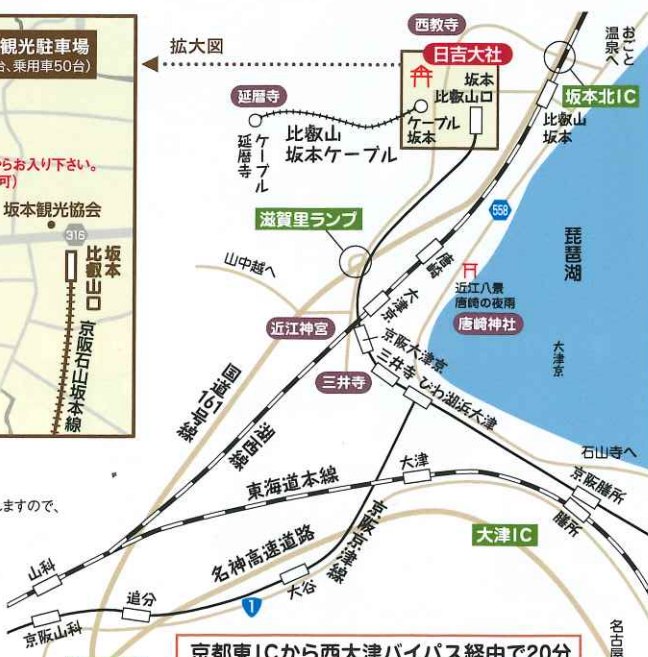 観光駐車場
台、乗用車50台)
らお入り下さい。
可)
坂本観光協会
316
坂本
比叡山口
京阪石山坂本線
拡大図
西教寺
日吉大社
坂本
比叡山口
ケーブル
坂本
延暦寺
ケーブル
延暦寺
比叡山
坂本ケーブル
おごと
温泉へ
坂本北IC
比叡山
坂本
558
滋賀里ランプ
山中越へ
唐崎
近江八景
唐崎の夜雨
唐崎神社
琵琶湖
大津京
大津京
近江神宮
京阪大津京
三井寺
三井寺
びわ湖浜大津
国道161号線
湖西線
石山寺へ
東海道本線
大津
京阪膳所
膳所
ますので、
名神高速道路
京阪京津線
大津IC
山科
追分
大谷
1
京阪山科
名古屋
京都東ICから西大津バイパス経由で20分